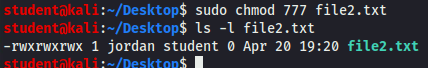 student@kali:~/Desktop$ sudo chmod 777 file2.txt
student@kali:~/Desktop$ ls -l file2.txt
-rwxrwxrwx 1 jordan student 0 Apr 20 19:20 file2.txt
student@kali:~/Desktop$